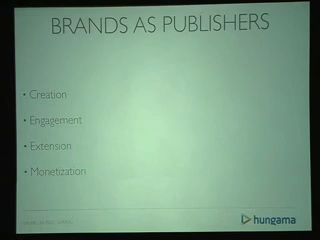 BRANDS AS PUBLISHERS
• Creation
• Engagement
• Extension
• Monetization
hungama